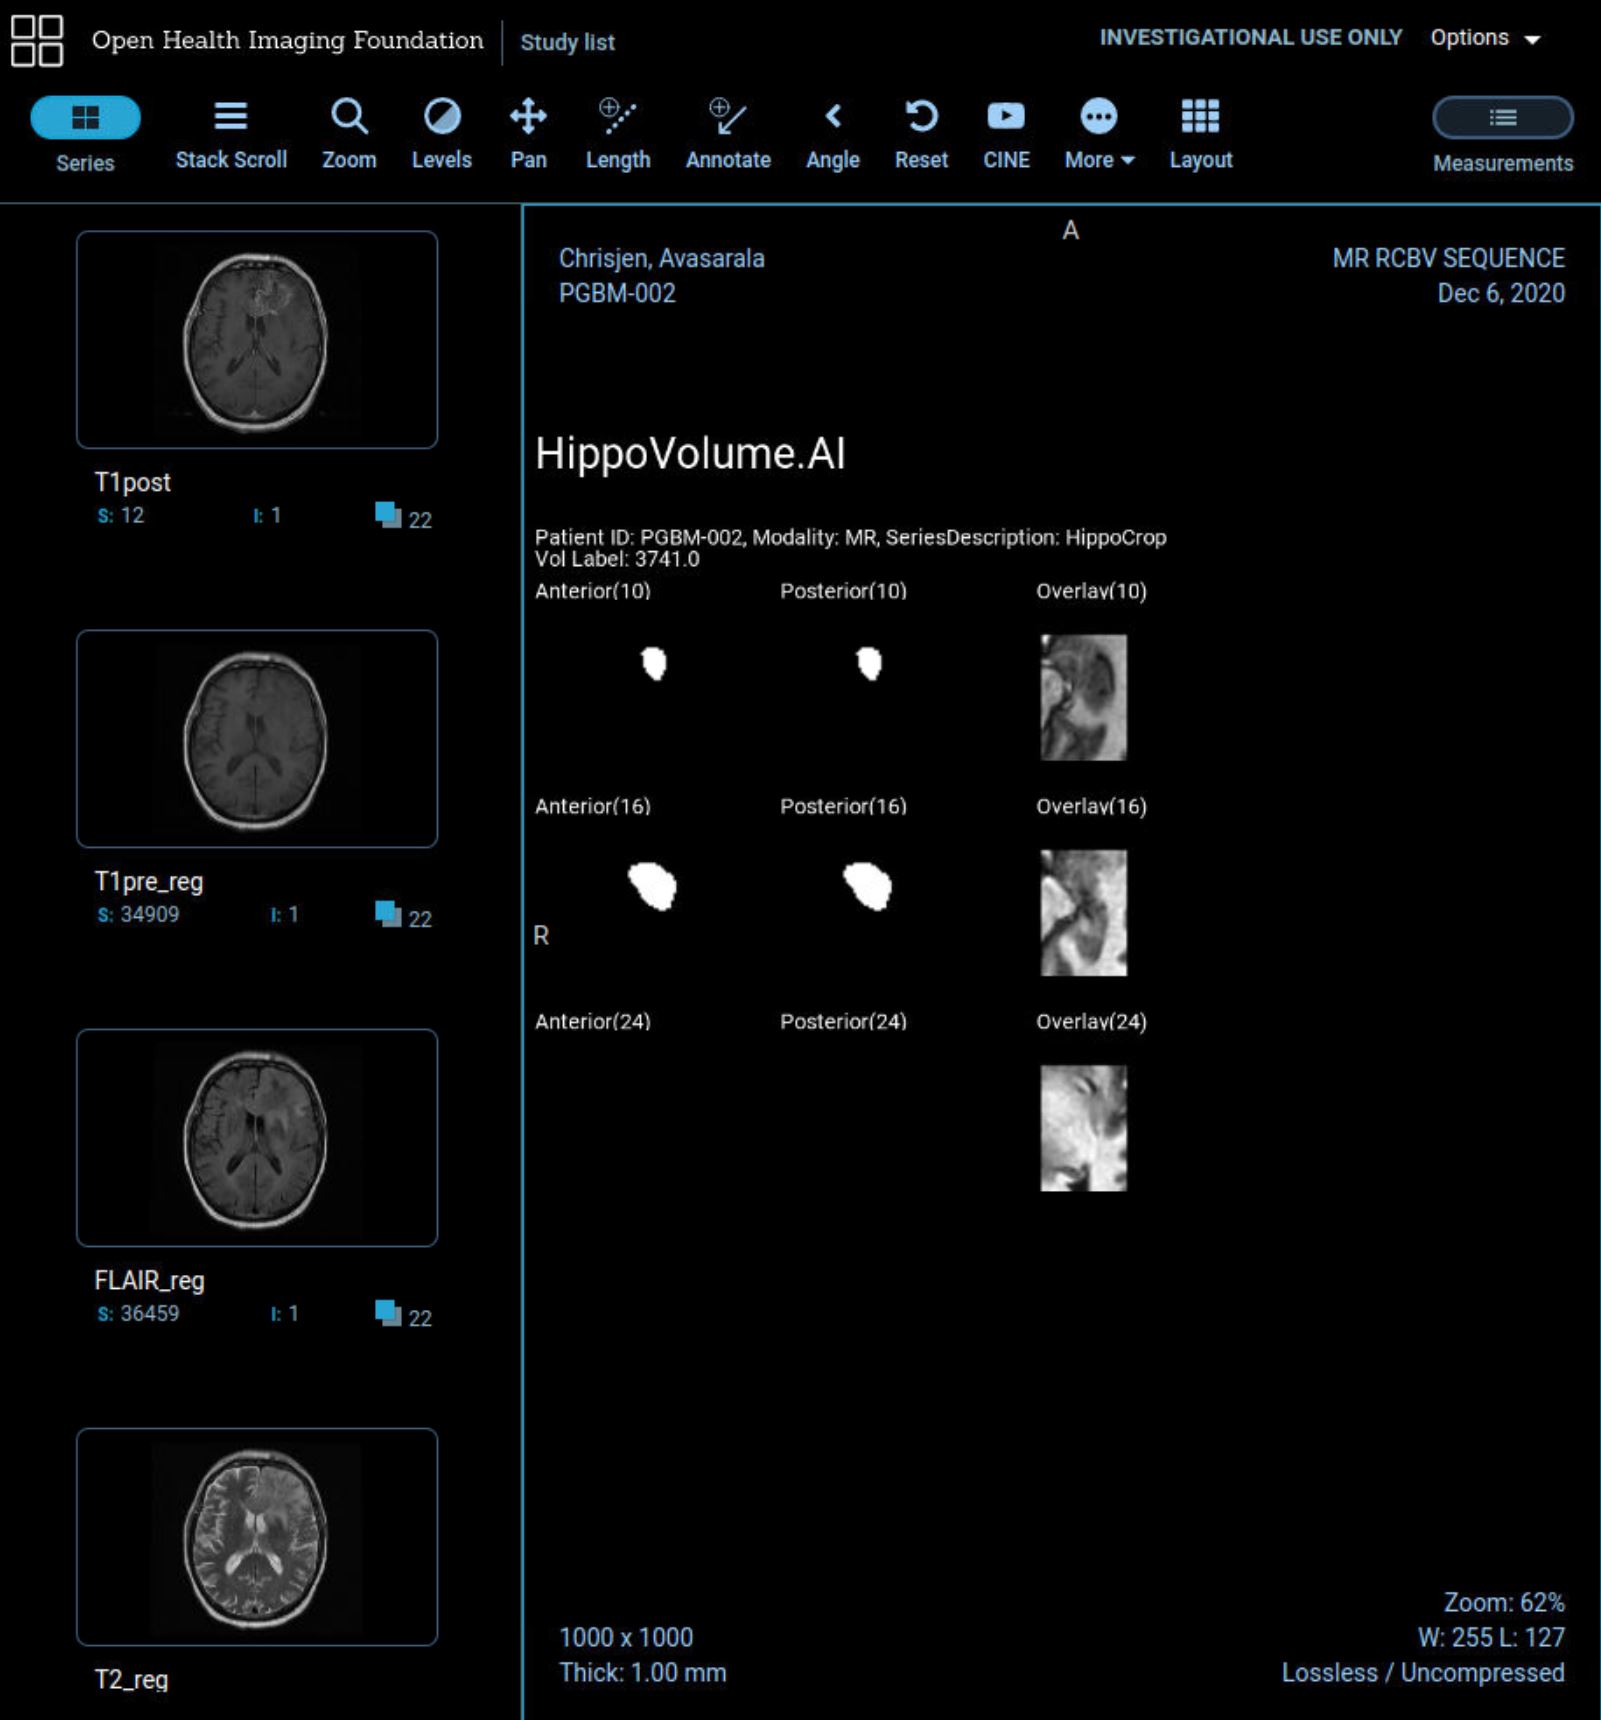 Open Health Imaging Foundation
Study list
INVESTIGATIONAL USE ONLY
Options
Series
Stack Scroll
Zoom
Levels
Pan
Length
Annotate
Angle
Reset
CINE
More
Layout
Measurements
T1post
S: 12 I: 1 22
T1pre_reg
S: 34909 I: 1 22
FLAIR_reg
S: 36459 I: 1 22
T2_reg
A
Chrisjen, Avasarala
PGBM-002
MR RCBV SEQUENCE
Dec 6, 2020
HippoVolume.AI
Patient ID: PGBM-002, Modality: MR, SeriesDescription: HippoCrop
Vol Label: 3741.0
Anterior(10) Posterior(10) Overlay(10)
Anterior(16) Posterior(16) Overlay(16)
R
Anterior(24) Posterior(24) Overlay(24)
1000 x 1000
Thick: 1.00 mm
Zoom: 62%
W: 255 L: 127
Lossless / Uncompressed